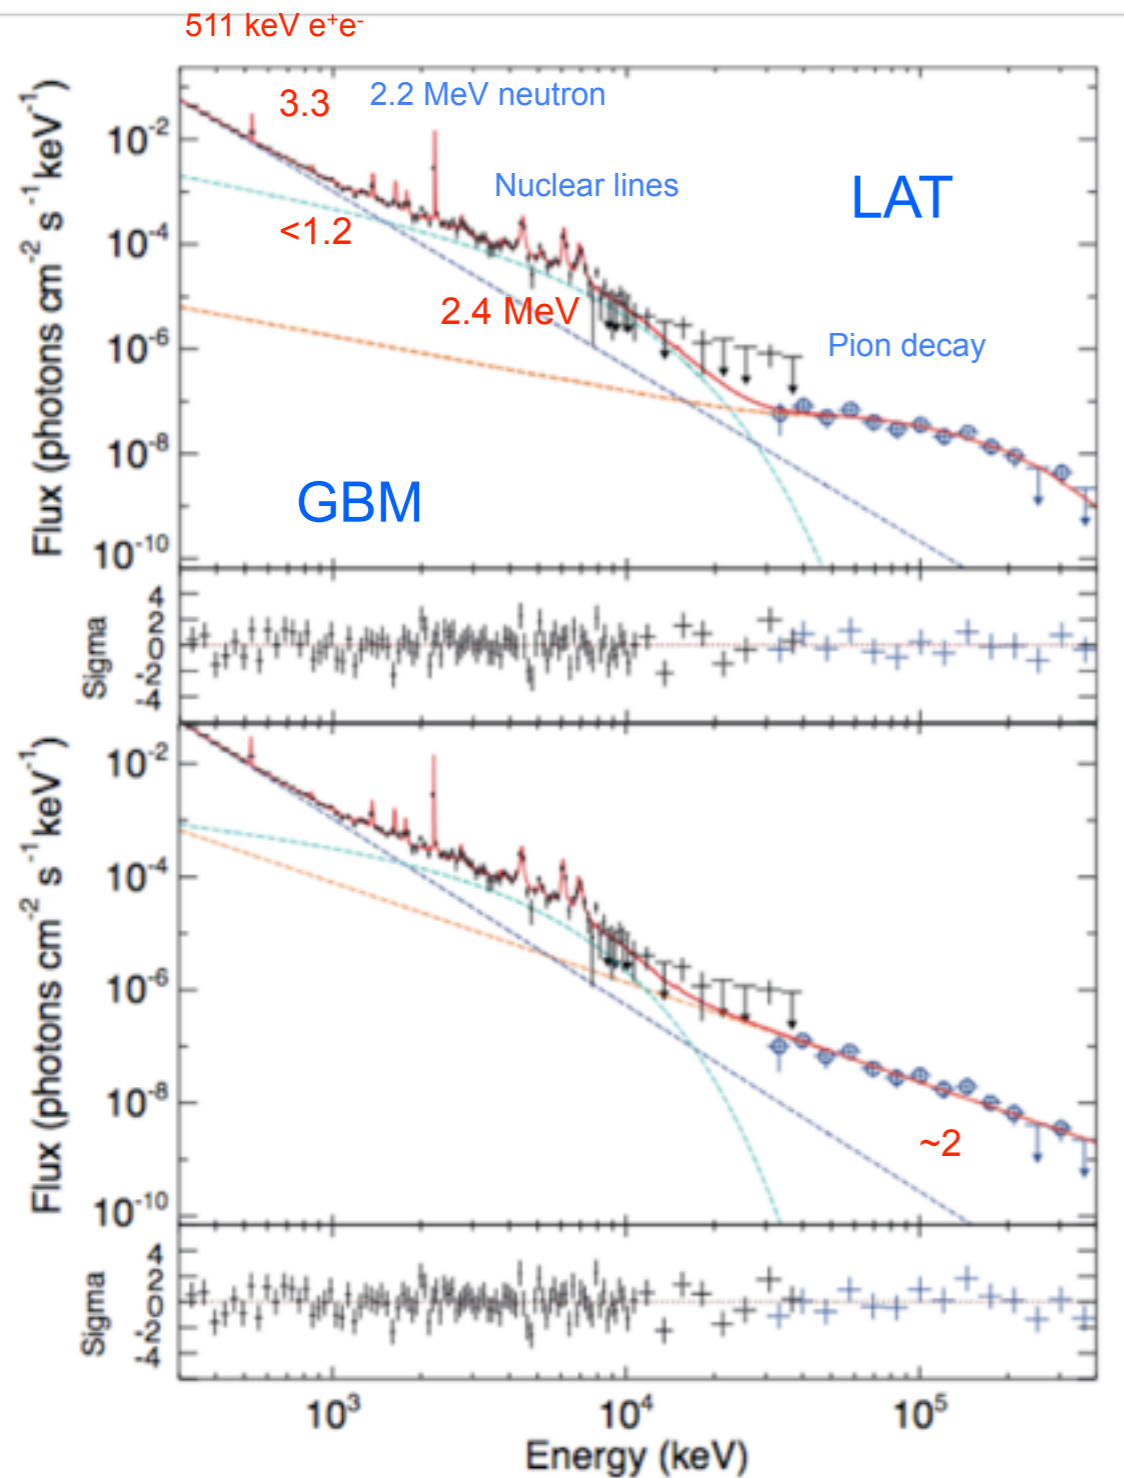 511 keV e⁺e⁻
3.3
2.2 MeV neutron
Nuclear lines
LAT
<1.2
2.4 MeV
Pion decay
GBM
Flux (photons cm⁻² s⁻¹ keV⁻¹)
10⁻²
10⁻⁴
10⁻⁶
10⁻⁸
10⁻¹⁰
Sigma
4
2
0
-2
-4
Flux (photons cm⁻² s⁻¹ keV⁻¹)
10⁻²
10⁻⁴
10⁻⁶
10⁻⁸
10⁻¹⁰
~2
Sigma
4
2
0
-2
-4
10³ 10⁴ 10⁵
Energy (keV)